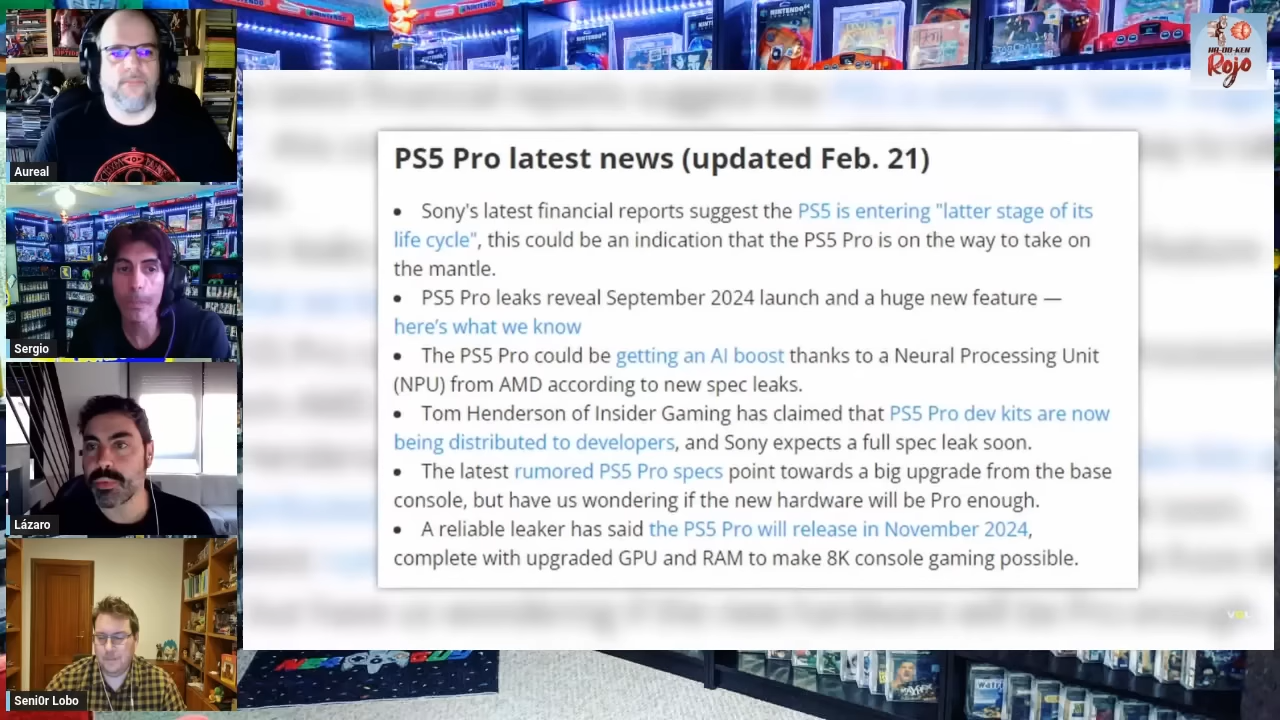 HA-DO-KEN
Rojo
Aureal
Sergio
Lázaro
Seni0r Lobo
PS5 Pro latest news (updated Feb. 21)
• Sony's latest financial reports suggest the PS5 is entering "latter stage of its
life cycle", this could be an indication that the PS5 Pro is on the way to take on
the mantle.
• PS5 Pro leaks reveal September 2024 launch and a huge new feature —
here's what we know
• The PS5 Pro could be getting an AI boost thanks to a Neural Processing Unit
(NPU) from AMD according to new spec leaks.
• Tom Henderson of Insider Gaming has claimed that PS5 Pro dev kits are now
being distributed to developers, and Sony expects a full spec leak soon.
• The latest rumored PS5 Pro specs point towards a big upgrade from the base
console, but have us wondering if the new hardware will be Pro enough.
• A reliable leaker has said the PS5 Pro will release in November 2024,
complete with upgraded GPU and RAM to make 8K console gaming possible.